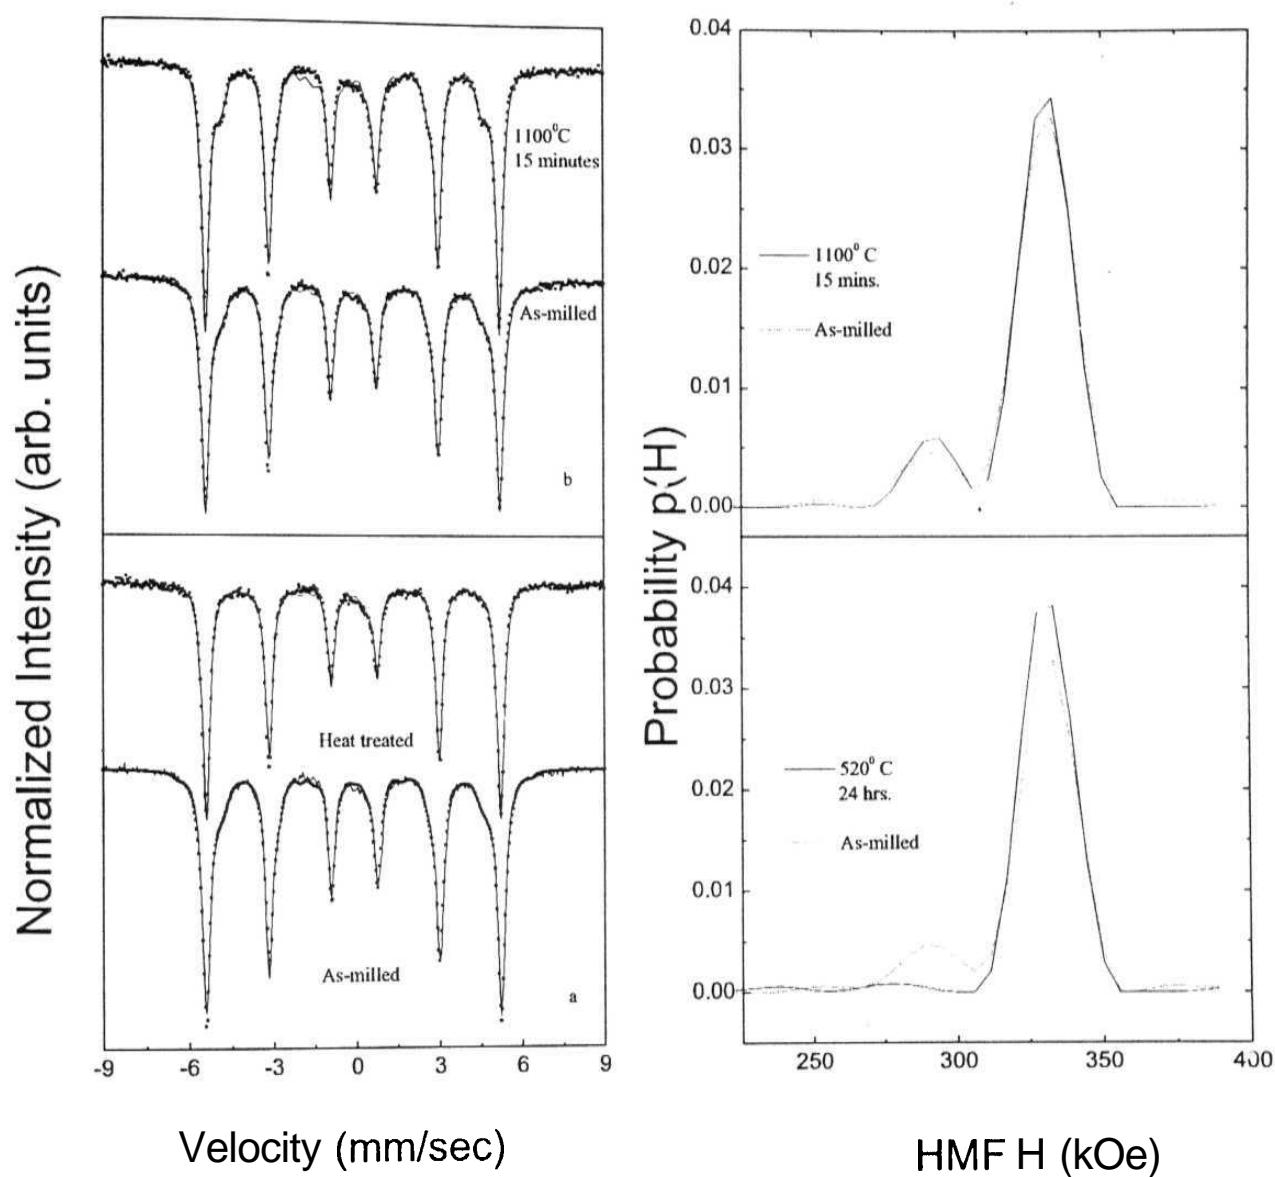 Normalized Intensity (arb. units)
1100⁰C
15 minutes
As-milled
b
Heat treated
As-milled
a
-9
-6
-3
0
3
6
9
Velocity (mm/sec)
Probability p(H)
0.04
0.03
0.02
0.01
0.00
1100⁰ C
15 mins.
As-milled
0.04
0.03
0.02
0.01
0.00
520⁰ C
24 hrs.
As-milled
250
300
350
400
HMF H (kOe)